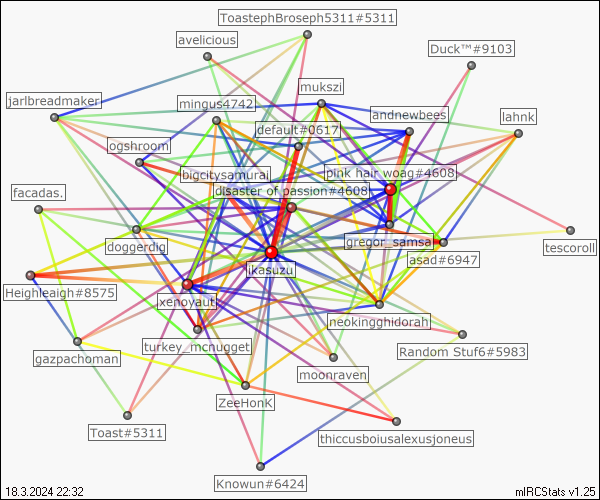 ToastephBroseph5311#5311
avelicious
Duck™#9103
mukszi
jarlbreadmaker
mingus4742
andnewbees
lahnk
default#0617
ogshroom
bigcitysamurai
pink hair woag#4608
facadas.
disaster of passion#4608
doggerdig
gregor_samsa
tescoroll
asad#6947
ikasuzu
Heighleaigh#8575
xenoyaut
neokingghidorah
turkey_mcnugget
Random Stuf6#5983
gazpachoman
moonraven
ZeeHonK
Toast#5311
thiccusboiusalexusjoneus
Knowun#6424
18.3.2024 22:32
mIRCStats v1.25